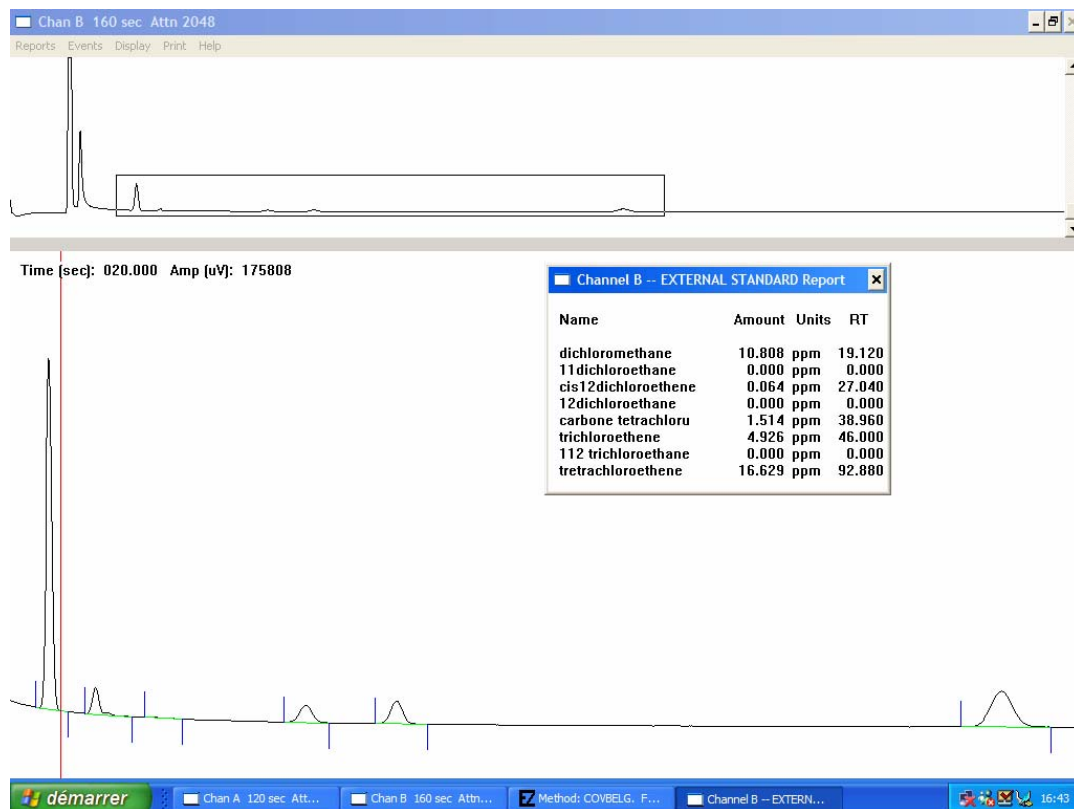 Chan B 160 sec Attn 2048
Reports Events Display Print Help
Time (sec): 020.000 Amp (uV): 175808
Channel B -- EXTERNAL STANDARD Report
Name Amount Units RT
dichloromethane 10.808 ppm 19.120
11dichloroethane 0.000 ppm 0.000
cis12dichloroethene 0.064 ppm 27.040
12dichloroethane 0.000 ppm 0.000
carbone tetrachloru 1.514 ppm 38.960
trichloroethene 4.926 ppm 46.000
112 trichloroethane 0.000 ppm 0.000
tretrachloroethene 16.629 ppm 92.880
démarrer Chan A 120 sec Att... Chan B 160 sec Attn... EZ Method: COVBELG. F... Channel B -- EXTERN... 16:43